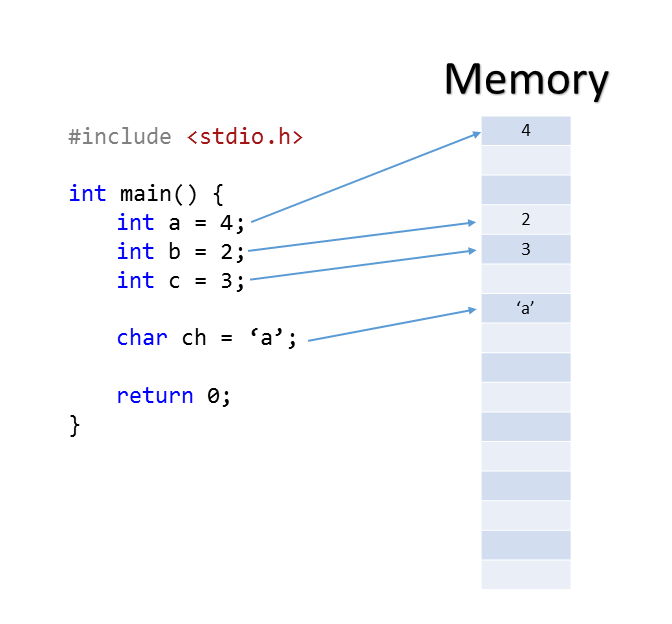 Memory
#include <stdio.h>
int main() {
int a = 4;
int b = 2;
int c = 3;
char ch = ‘a’;
return 0;
}
4
2
3
‘a’